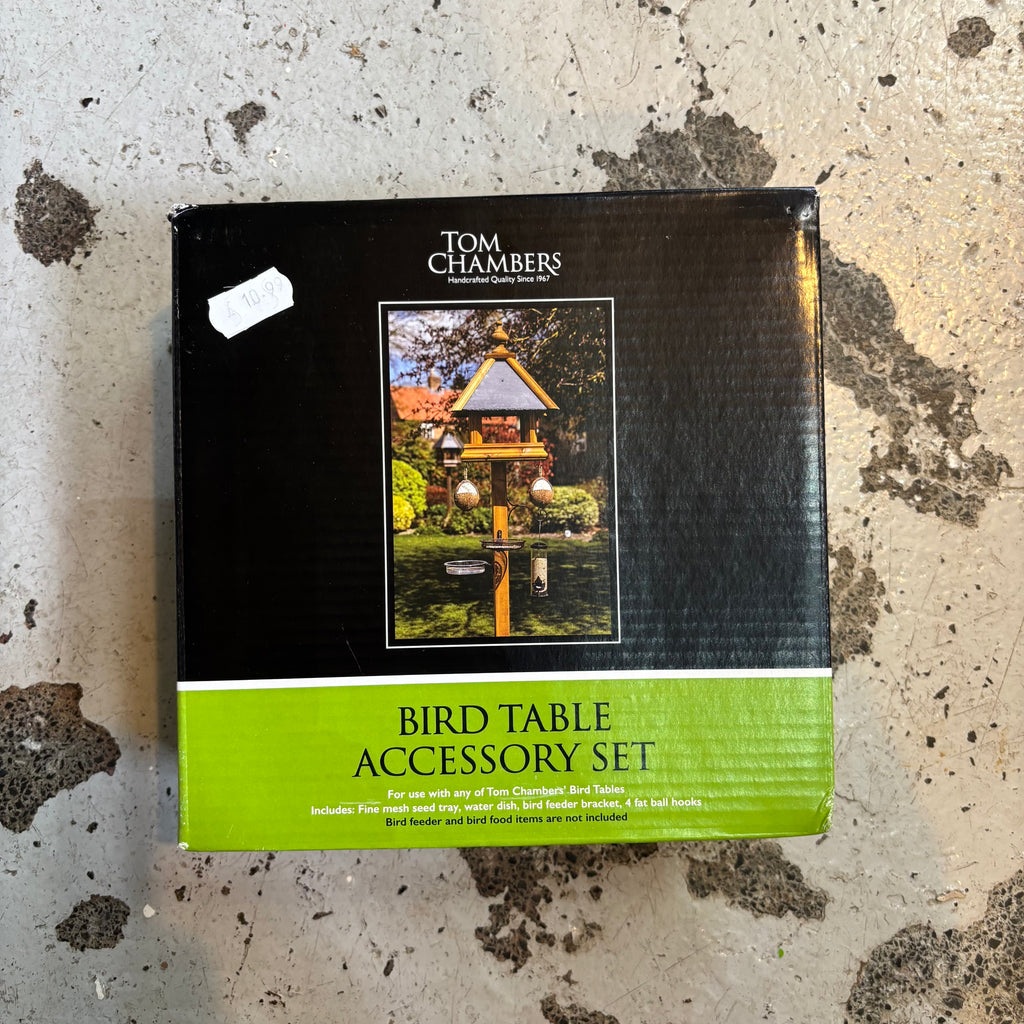 TOM
CHAMBERS
Handcrafted Quality Since 1967
£10.99
BIRD TABLE
ACCESSORY SET
For use with any of Tom Chambers' Bird Tables
Includes: Fine mesh seed tray, water dish, bird feeder bracket, 4 fat ball hooks
Bird feeder and bird food items are not included